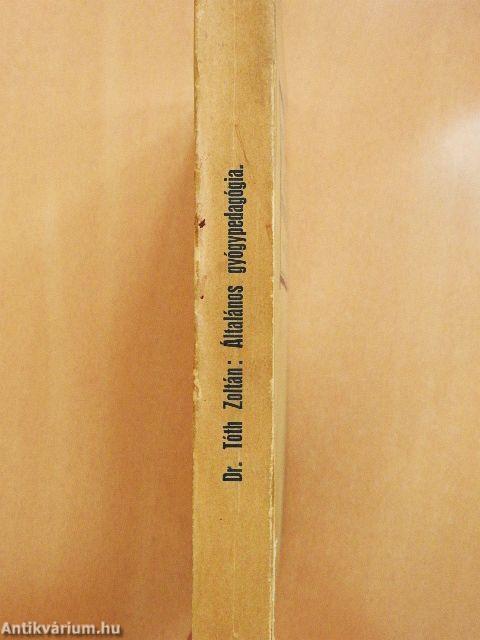 Dr. Tóth Zoltán: Általános gyógypedagógia.
Antikvárium.hu